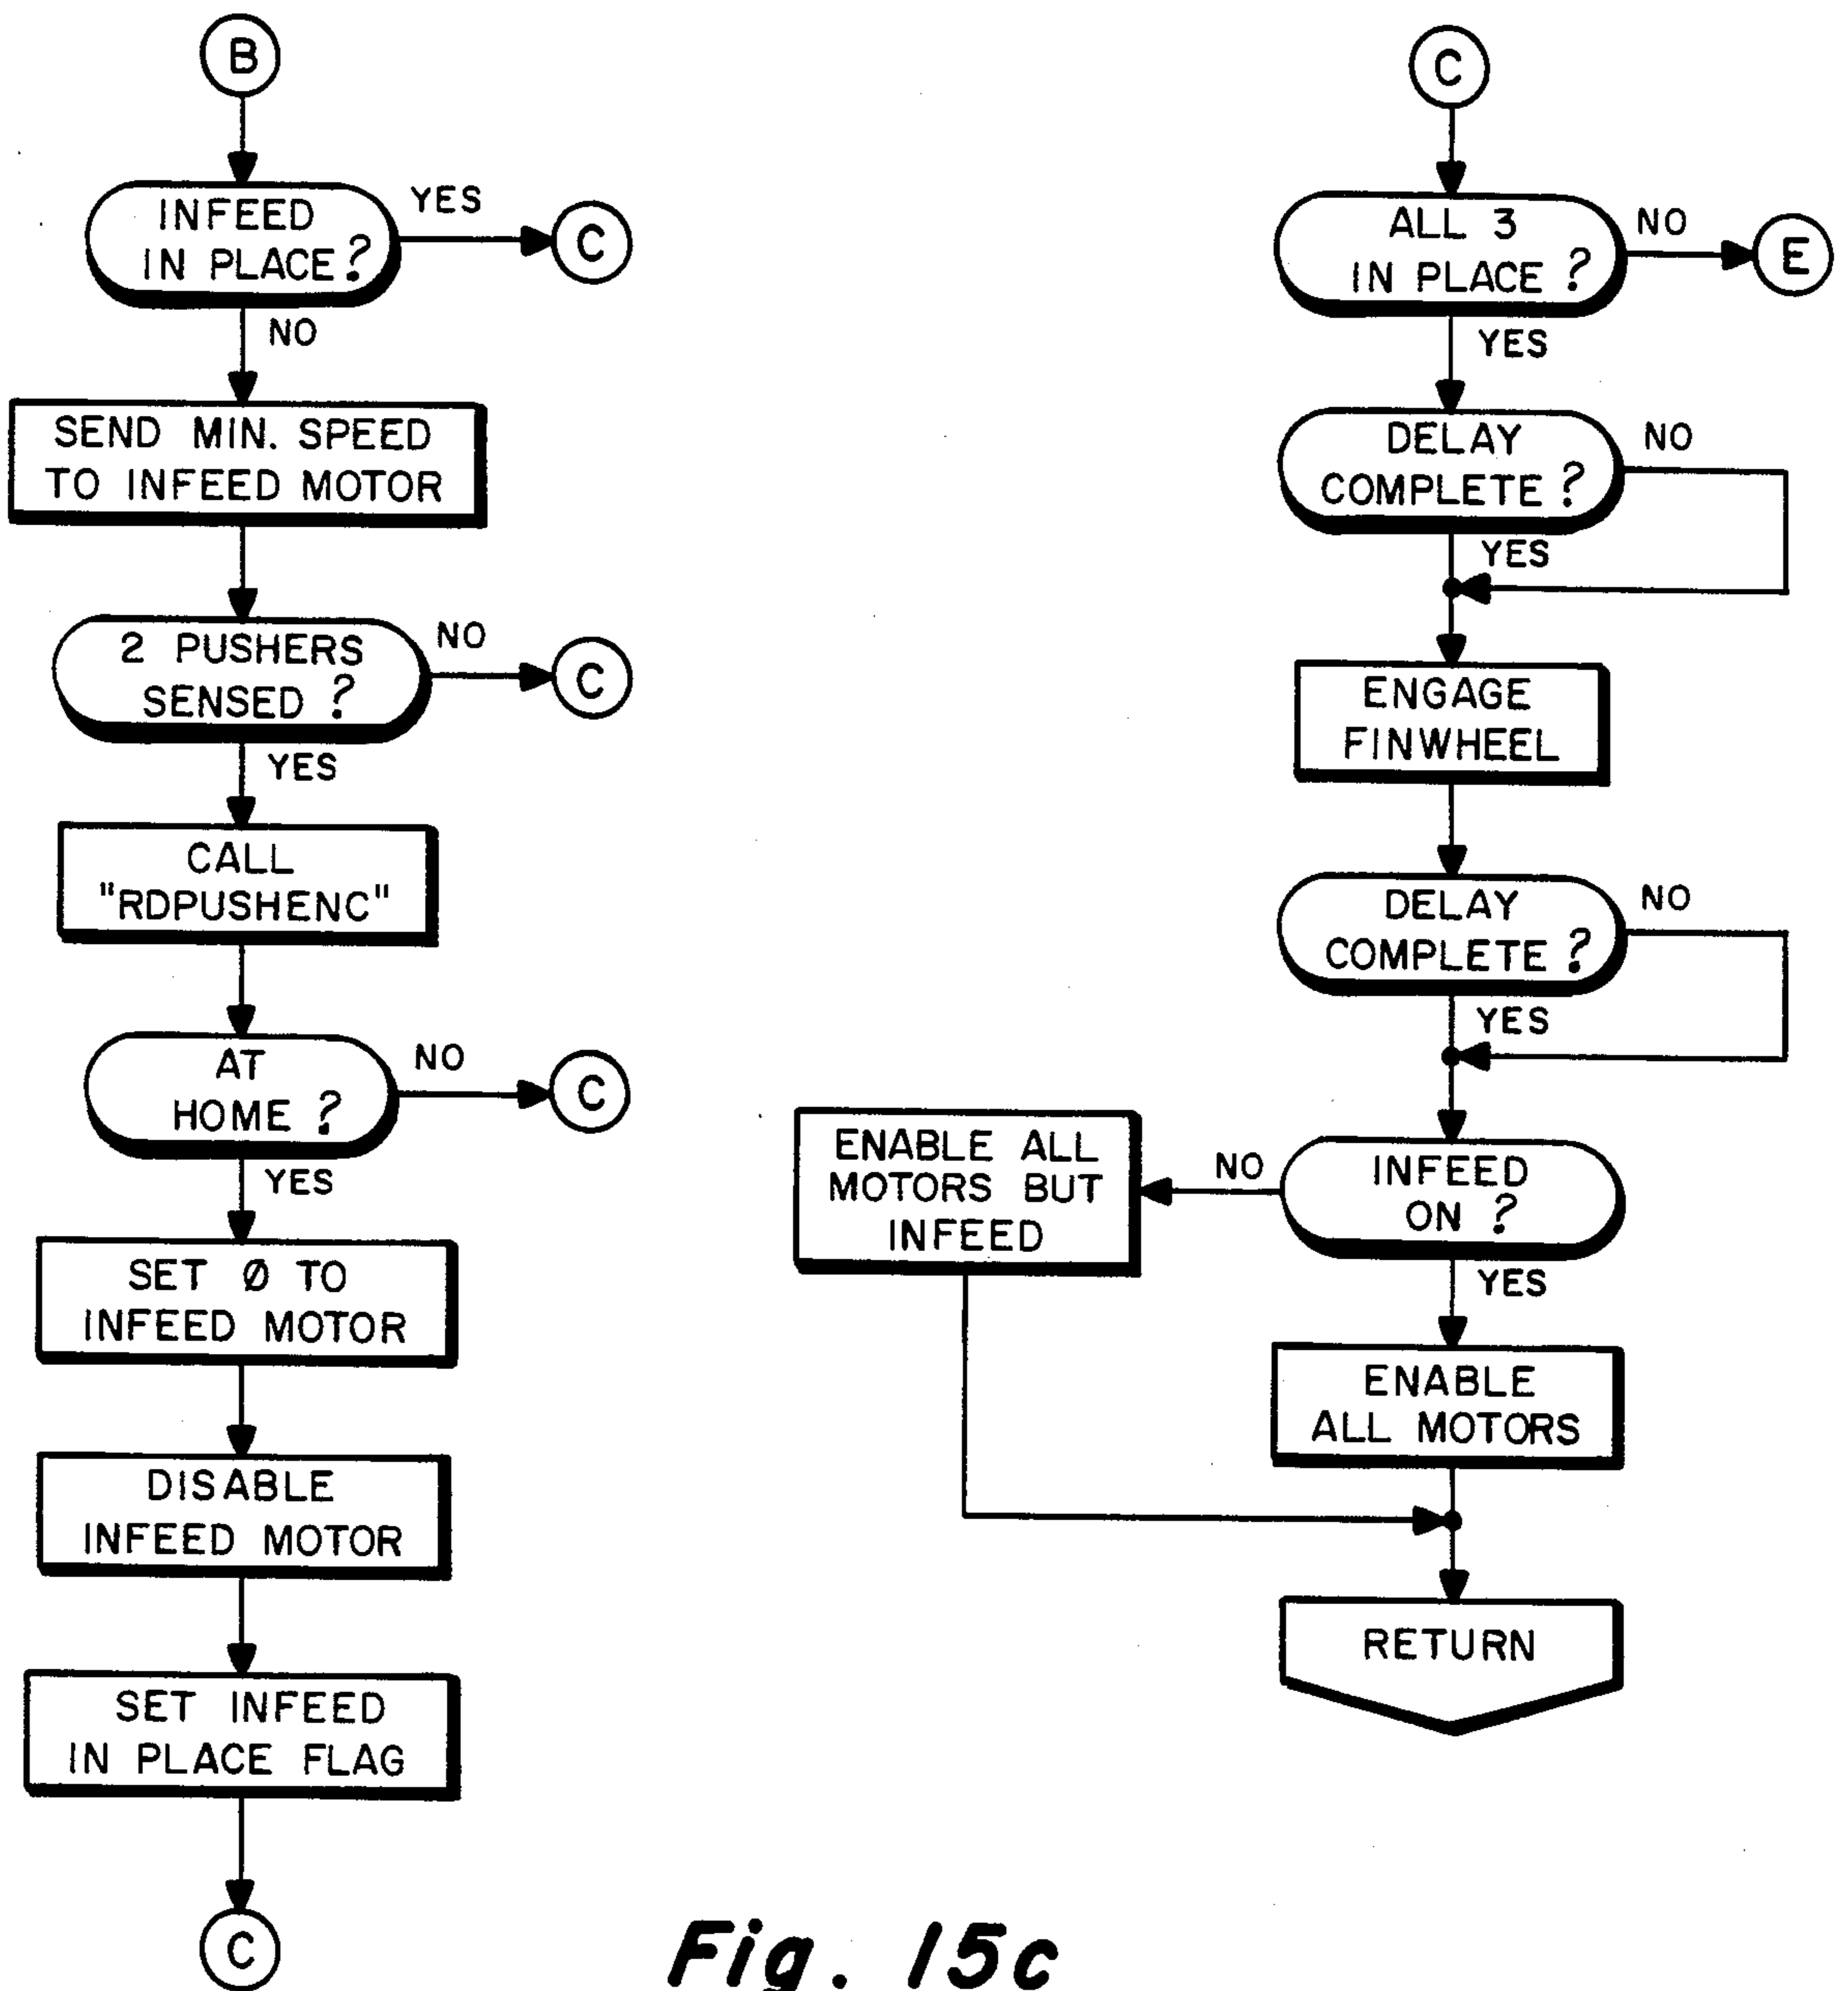 B
INFEED
IN PLACE?
YES
C
NO
SEND MIN. SPEED
TO INFEED MOTOR
2 PUSHERS
SENSED ?
NO
C
YES
CALL
"RDPUSHENC"
AT
HOME ?
NO
C
YES
SET Ø TO
INFEED MOTOR
DISABLE
INFEED MOTOR
SET INFEED
IN PLACE FLAG
C
C
ALL 3
IN PLACE ?
NO
E
YES
DELAY
COMPLETE ?
NO
YES
ENGAGE
FINWHEEL
DELAY
COMPLETE ?
NO
YES
INFEED
ON ?
NO
ENABLE ALL
MOTORS BUT
INFEED
YES
ENABLE
ALL MOTORS
RETURN
Fig. 15c